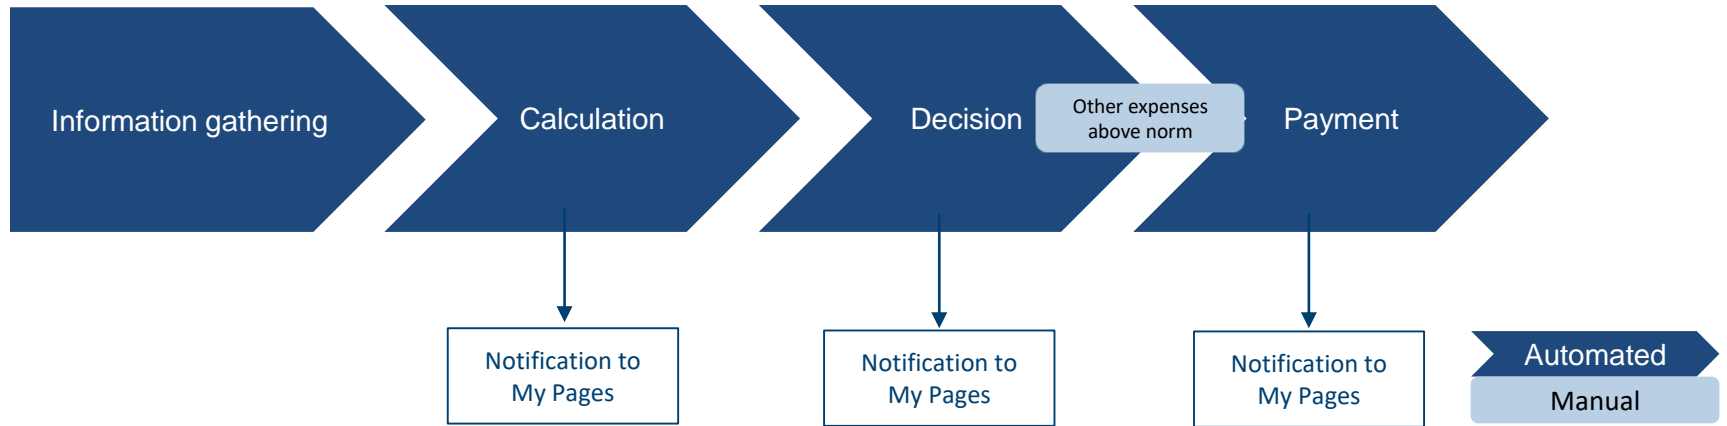 Information gathering
Calculation
Decision
Other expenses
above norm
Payment
Notification to
My Pages
Notification to
My Pages
Notification to
My Pages
Automated
Manual